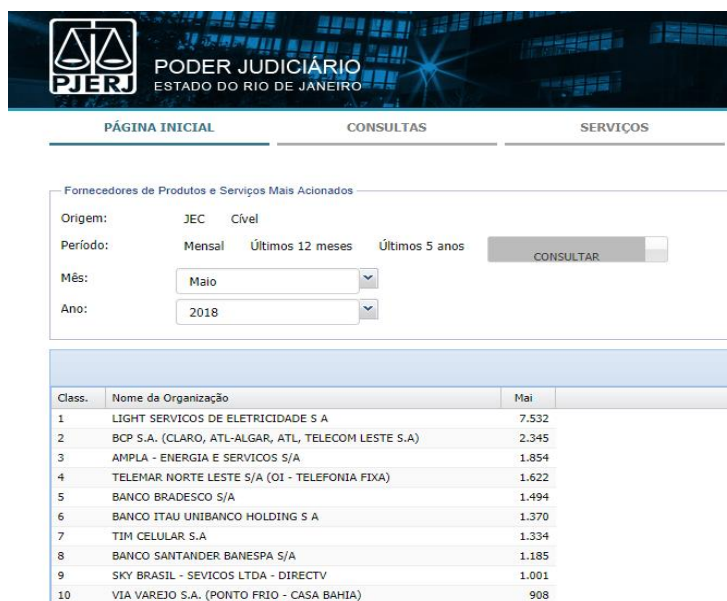 PJERJ
PODER JUDICIÁRIO
ESTADO DO RIO DE JANEIRO
PÁGINA INICIAL CONSULTAS SERVIÇOS
Fornecedores de Produtos e Serviços Mais Acionados
Origem: JEC Cível
Período: Mensal Últimos 12 meses Últimos 5 anos CONSULTAR
Mês: Maio
Ano: 2018
Class. Nome da Organização Mai
1 LIGHT SERVICOS DE ELETRICIDADE S A 7.532
2 BCP S.A. (CLARO, ATL-ALGAR, ATL, TELECOM LESTE S.A) 2.345
3 AMPLA - ENERGIA E SERVICOS S/A 1.854
4 TELEMAR NORTE LESTE S/A (OI - TELEFONIA FIXA) 1.622
5 BANCO BRADESCO S/A 1.494
6 BANCO ITAU UNIBANCO HOLDING S A 1.370
7 TIM CELULAR S.A 1.334
8 BANCO SANTANDER BANESPA S/A 1.185
9 SKY BRASIL - SEVICOS LTDA - DIRECTV 1.001
10 VIA VAREJO S.A. (PONTO FRIO - CASA BAHIA) 908